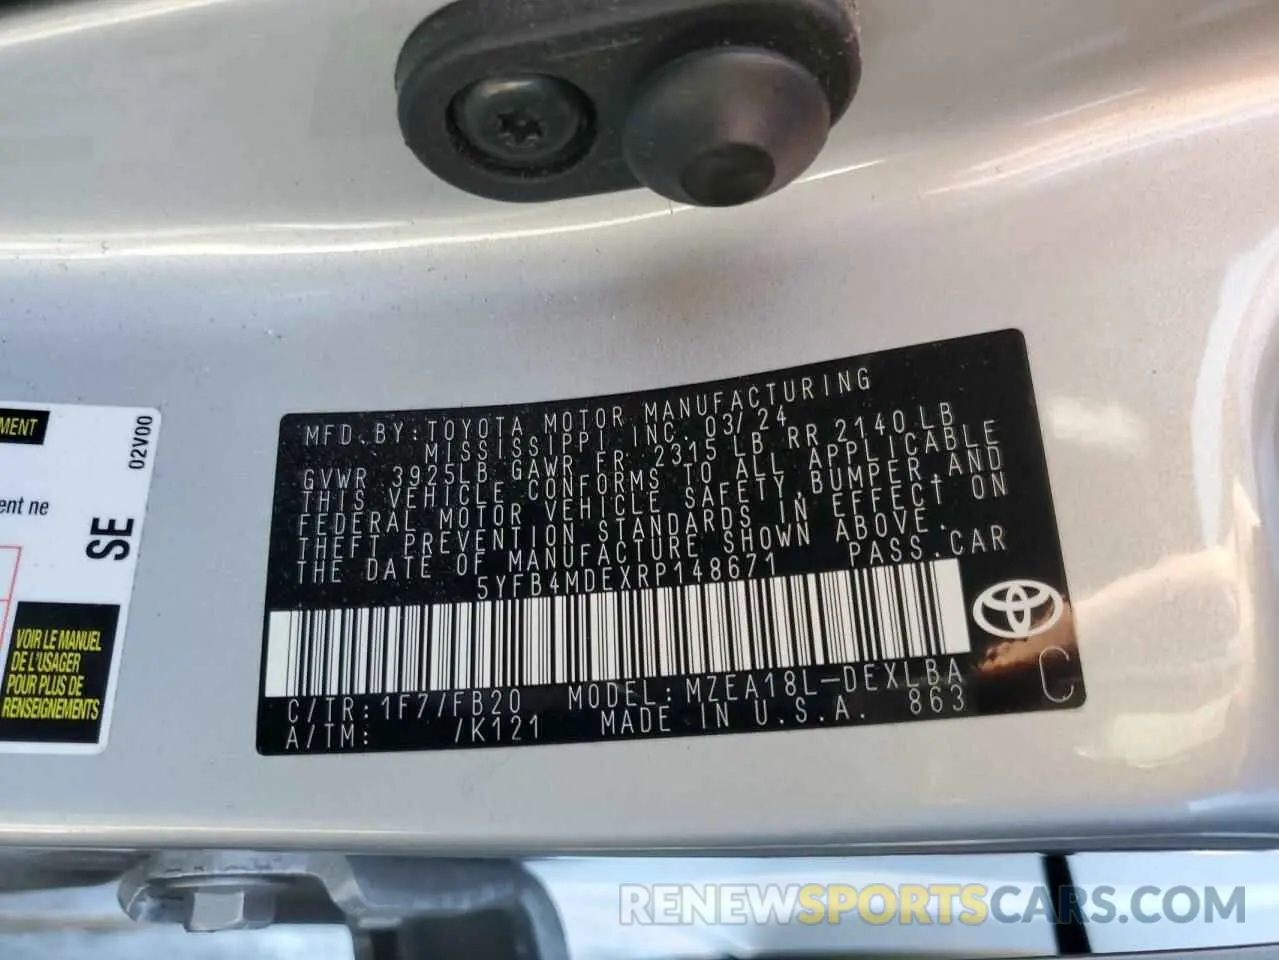 MENT
02V00
ent ne
SE
VOIR LE MANUEL
DE L'USAGER
POUR PLUS DE
RENSEIGNEMENTS
MFD. BY: TOYOTA MOTOR MANUFACTURING
MISSISSIPPI INC. 03/24
GVWR 3925LB GAWR FR 2315 LB RR 2140 LB
THIS VEHICLE CONFORMS TO ALL APPLICABLE
FEDERAL MOTOR VEHICLE SAFETY, BUMPER, AND
THEFT PREVENTION STANDARDS IN EFFECT ON
THE DATE OF MANUFACTURE SHOWN ABOVE.
5YFB4MDEXRP148671 PASS. CAR
C/TR: 1F7/FB20 MODEL: MZEA18L-DEXLBA
A/TM: /K121 MADE IN U.S.A. 863 C
RENEWSPORTSCARS.COM